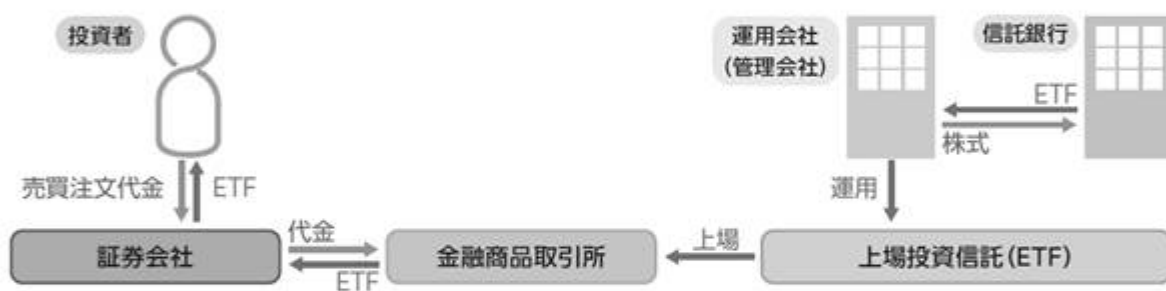 投資者
運用会社
(管理会社)
信託銀行
ETF
株式
売買注文代金
ETF
運用
証券会社
代金
ETF
金融商品取引所
上場
上場投資信託(ETF)